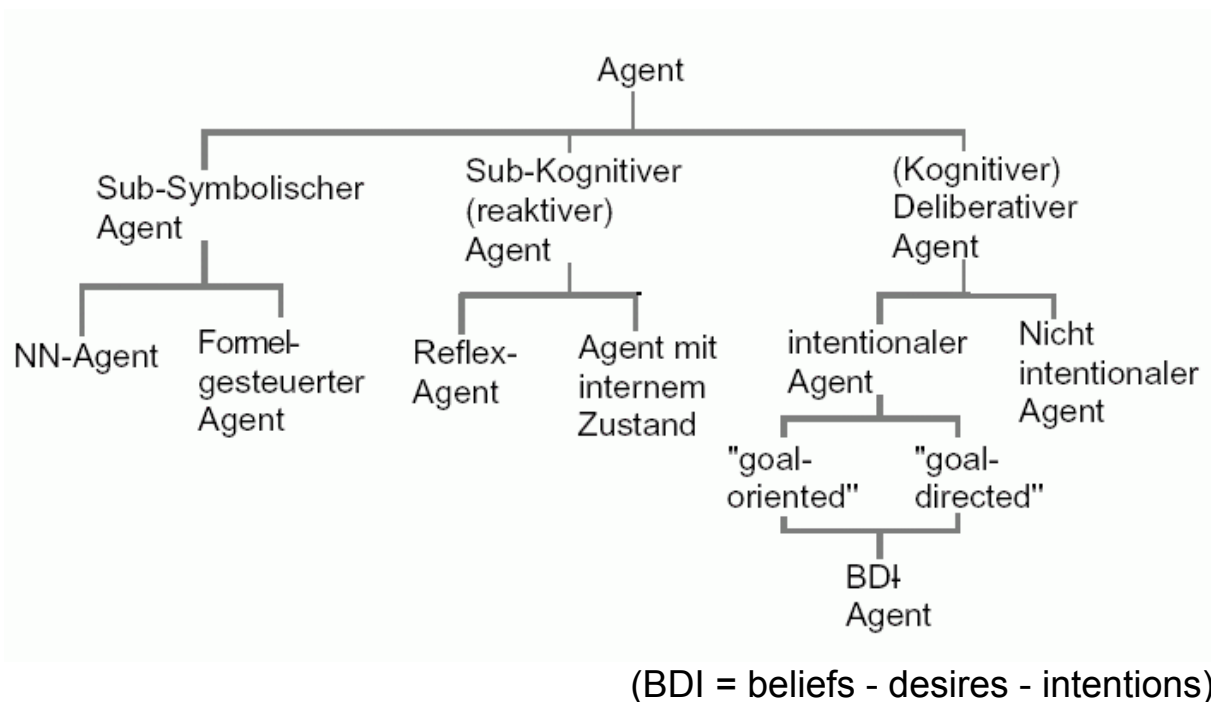 Agent
Sub-Symbolischer
Agent
Sub-Kognitiver
(reaktiver)
Agent
(Kognitiver)
Deliberativer
Agent
NN-Agent
Formel-
gesteuerter
Agent
Reflex-
Agent
Agent mit
internem
Zustand
intentionaler
Agent
Nicht
intentionaler
Agent
"goal-
oriented"
"goal-
directed"
BDI-
Agent
(BDI = beliefs - desires - intentions)